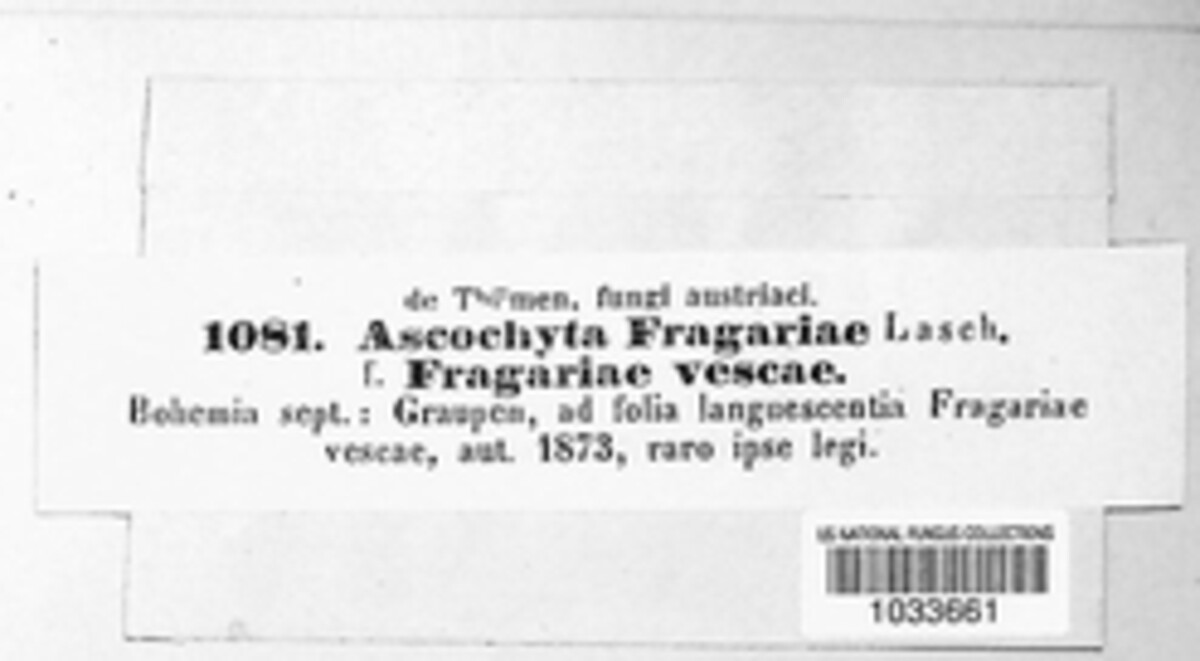 de Thümen, fungi austriaci.
1081. Ascochyta Fragariae Lasch.
f. Fragariae vescae.
Bohemia sept.: Graupen, ad folia languescentia Fragariae
vescae, aut. 1873, raro ipse legi.
US NATIONAL FUNGUS COLLECTIONS
1033661